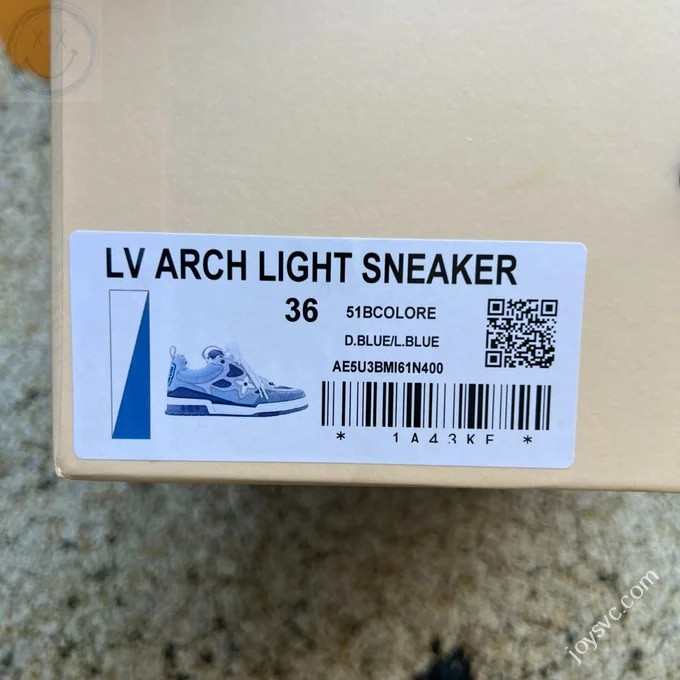 LV ARCH LIGHT SNEAKER
36
51BCOLORE
D.BLUE/L.BLUE
AE5U3BMI61N400
* 1A43KF *
joysvc.com